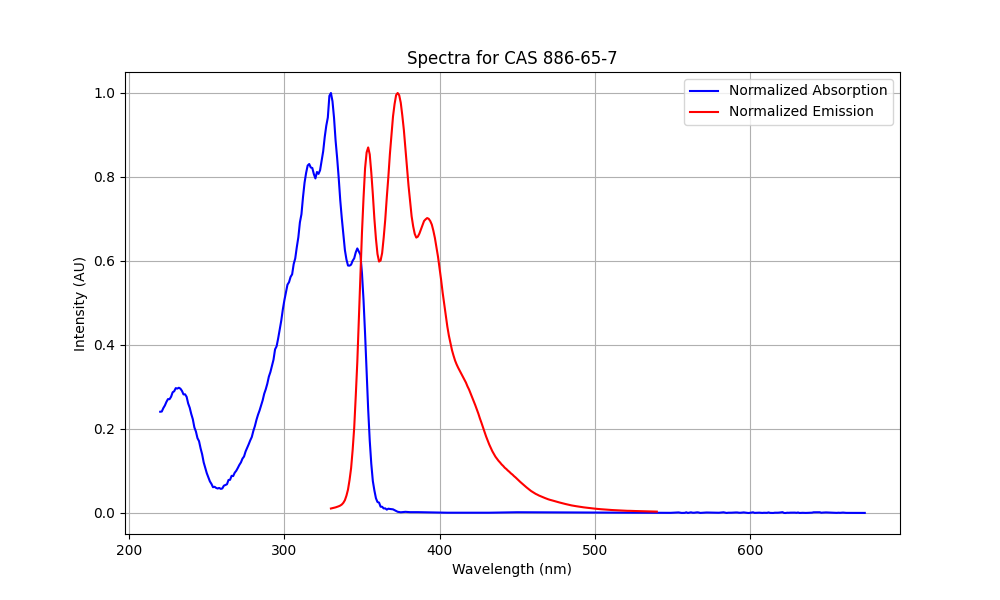 Spectra for CAS 886-65-7
Normalized Absorption
Normalized Emission
1.0
0.8
0.6
0.4
0.2
0.0
Intensity (AU)
200 300 400 500 600
Wavelength (nm)